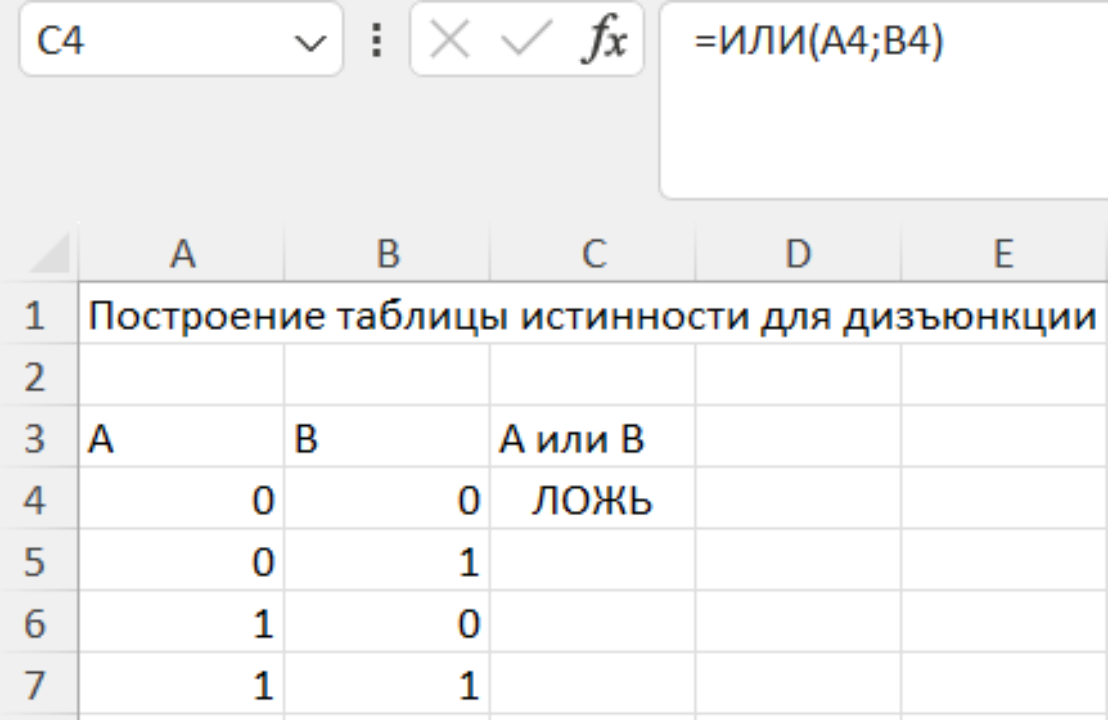 C4 fx =ИЛИ(A4;B4)
A B C D E
1 Построение таблицы истинности для дизъюнкции
2
3 A B A или B
4 0 0 ЛОЖЬ
5 0 1
6 1 0
7 1 1